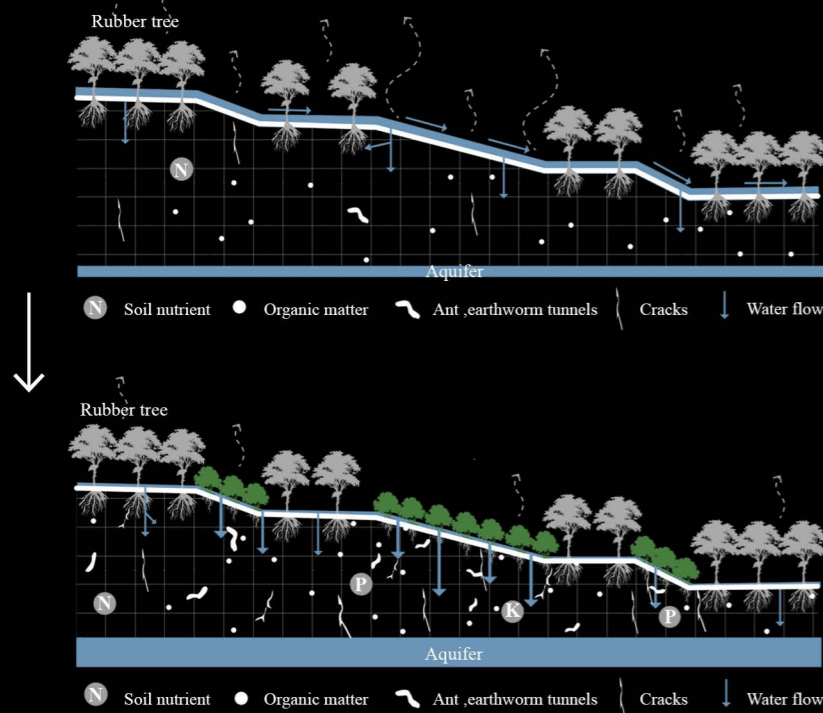 Rubber tree
N
Aquifer
N Soil nutrient Organic matter Ant ,earthworm tunnels Cracks Water flow
Rubber tree
P
N
K
P
Aquifer
N Soil nutrient Organic matter Ant ,earthworm tunnels Cracks Water flow